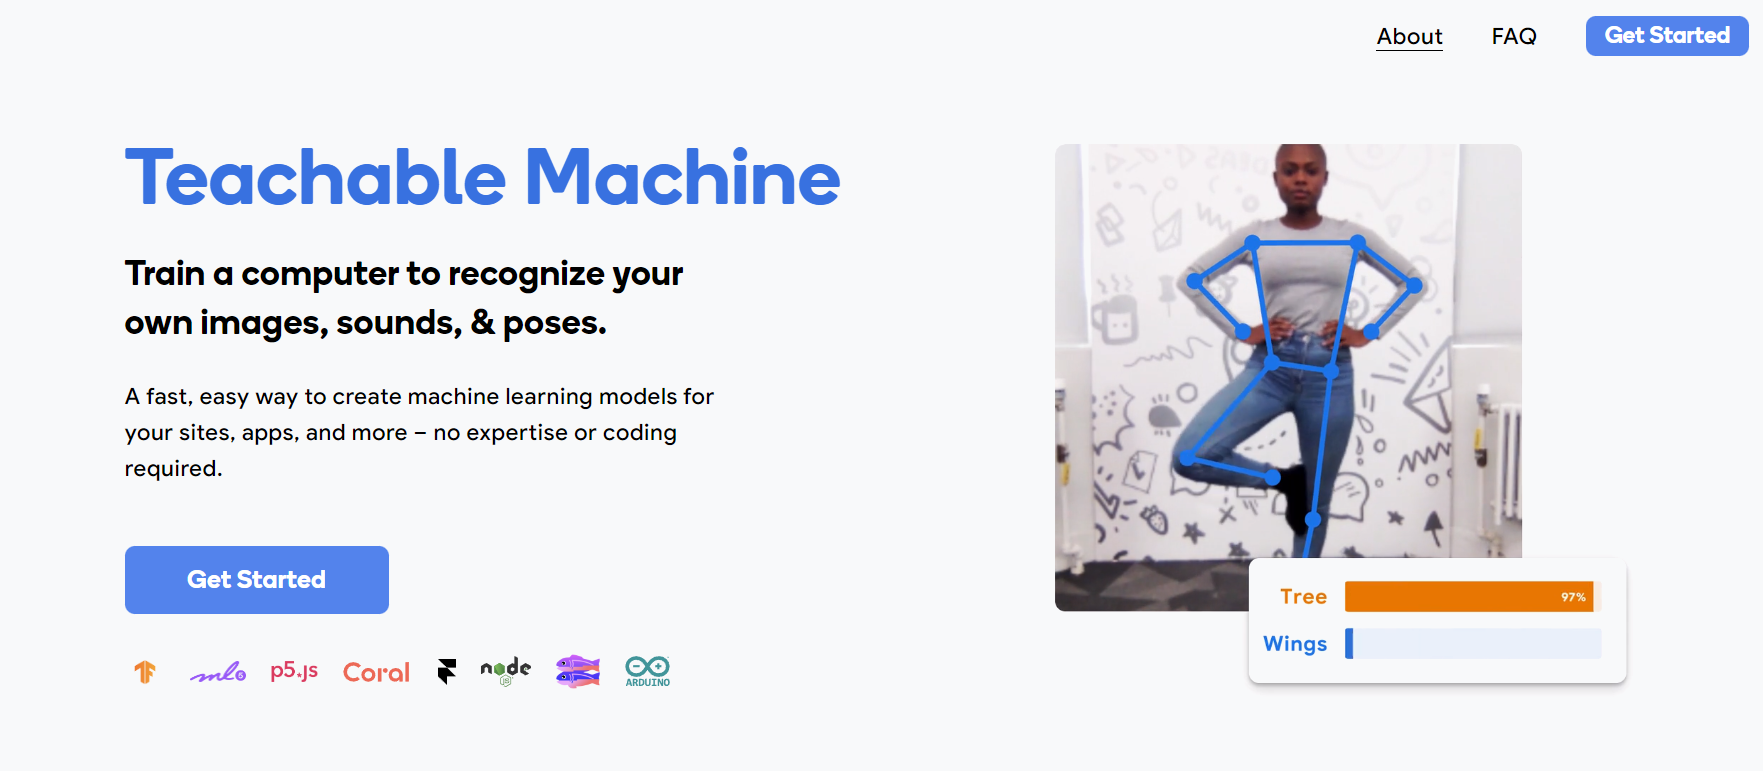 About FAQ Get Started
Teachable Machine
Train a computer to recognize your
own images, sounds, & poses.
A fast, easy way to create machine learning models for
your sites, apps, and more – no expertise or coding
required.
Get Started
ml5 p5.js Coral node JS ARDUINO
Tree 97%
Wings